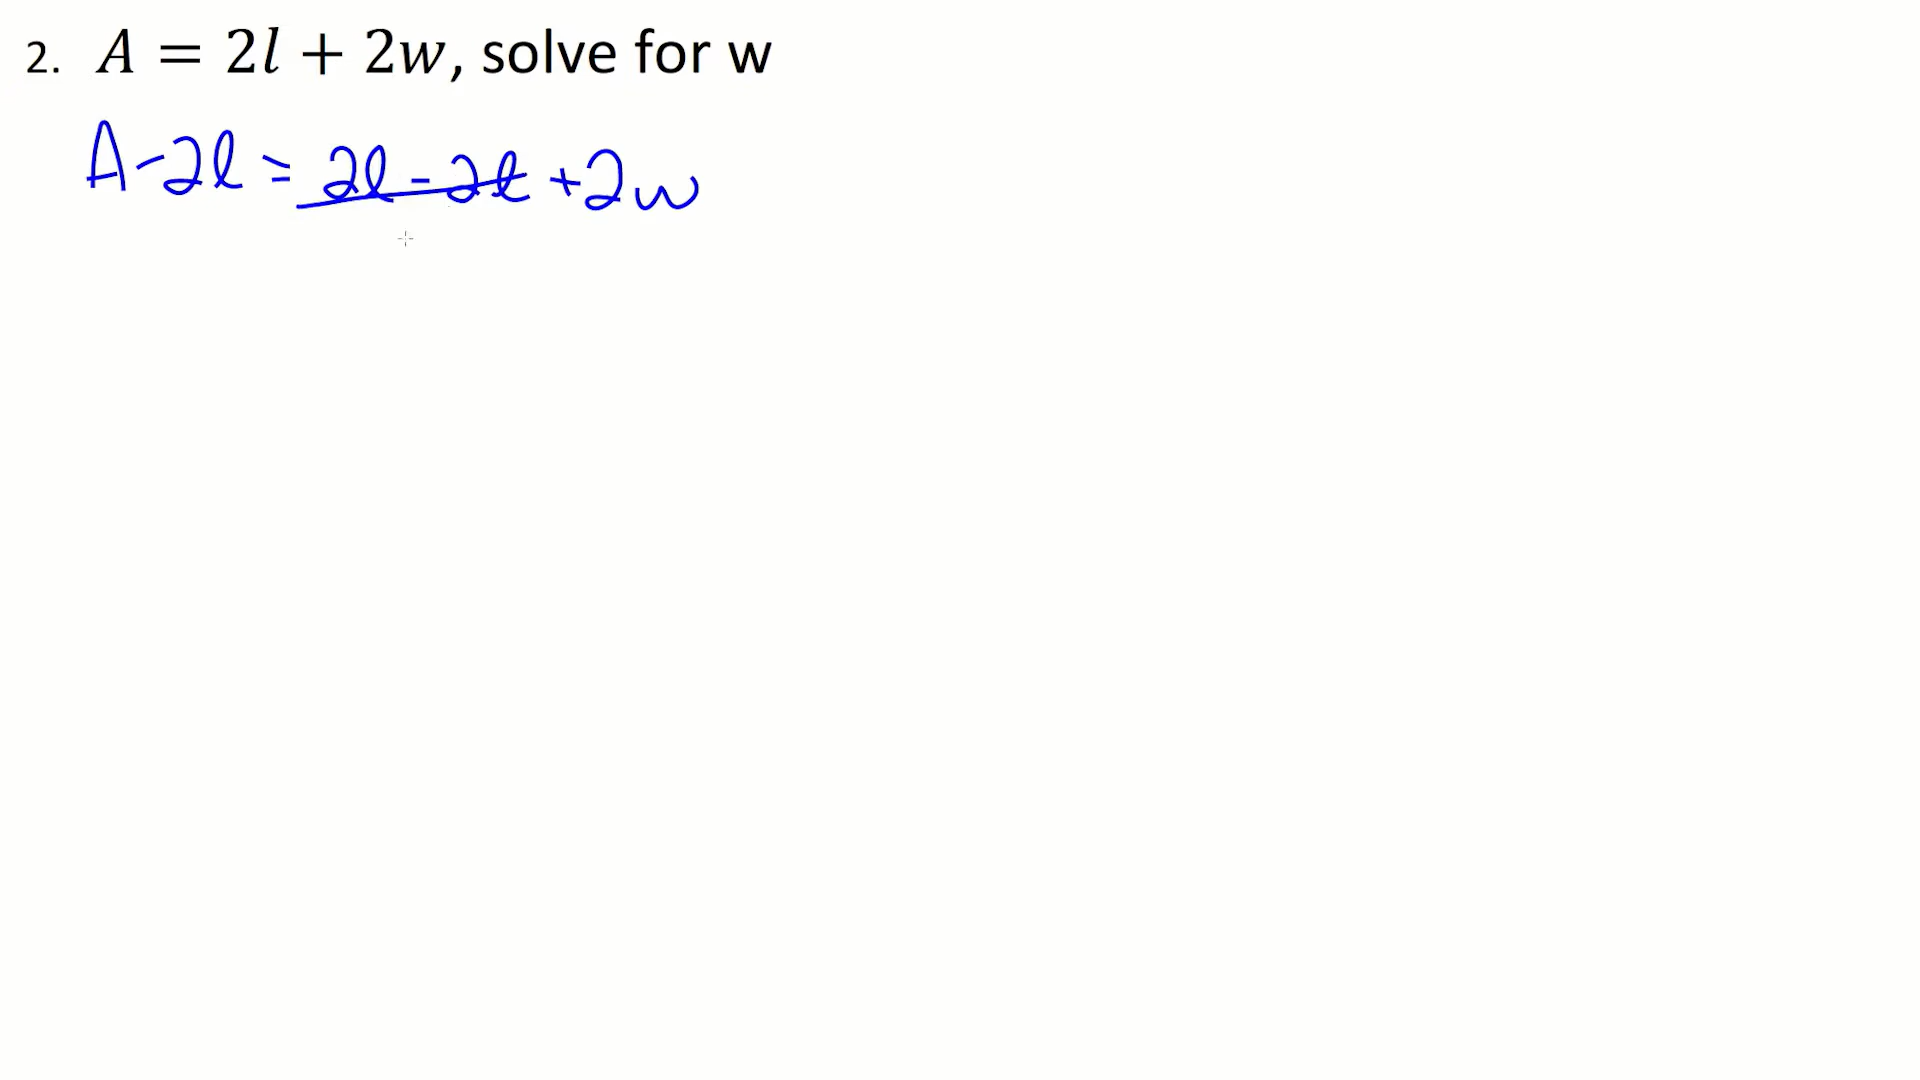 2. A = 2l + 2w, solve for w
A - 2l = 2l - 2l + 2w